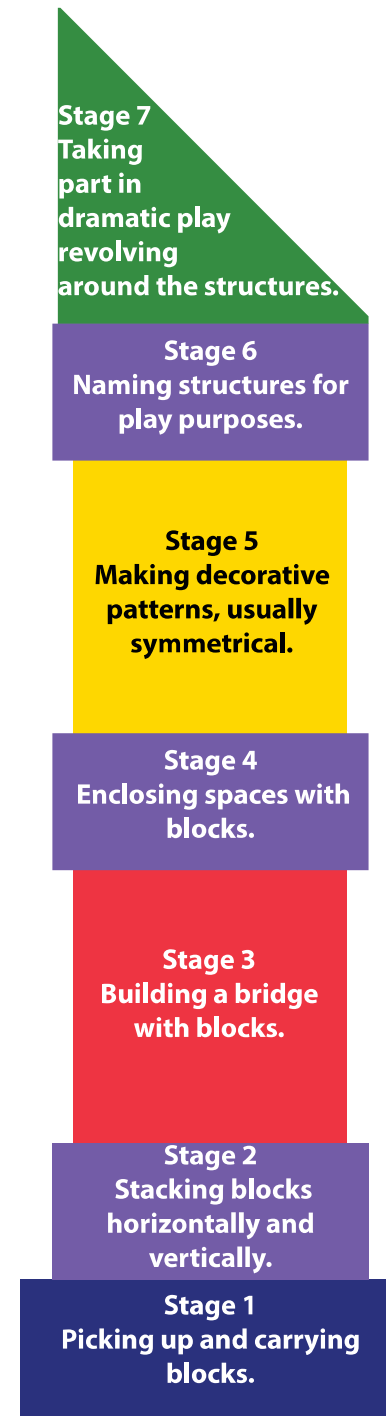 Stage 7
Taking
part in
dramatic play
revolving
around the structures.
Stage 6
Naming structures for
play purposes.
Stage 5
Making decorative
patterns, usually
symmetrical.
Stage 4
Enclosing spaces with
blocks.
Stage 3
Building a bridge
with blocks.
Stage 2
Stacking blocks
horizontally and
vertically.
Stage 1
Picking up and carrying
blocks.